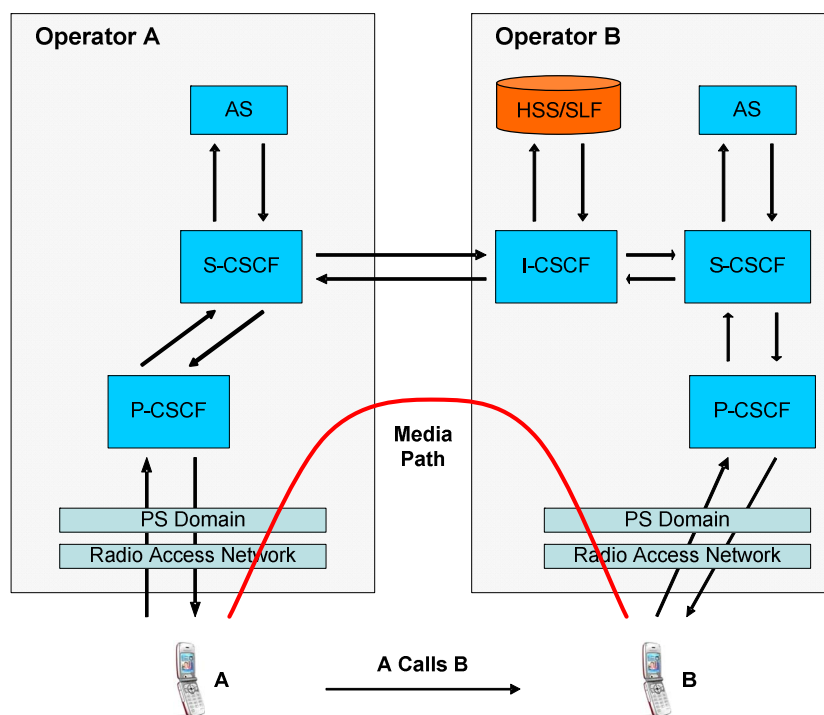 Operator A
Operator B
AS
HSS/SLF
AS
S-CSCF
I-CSCF
S-CSCF
P-CSCF
P-CSCF
Media
Path
PS Domain
PS Domain
Radio Access Network
Radio Access Network
A Calls B
A
B